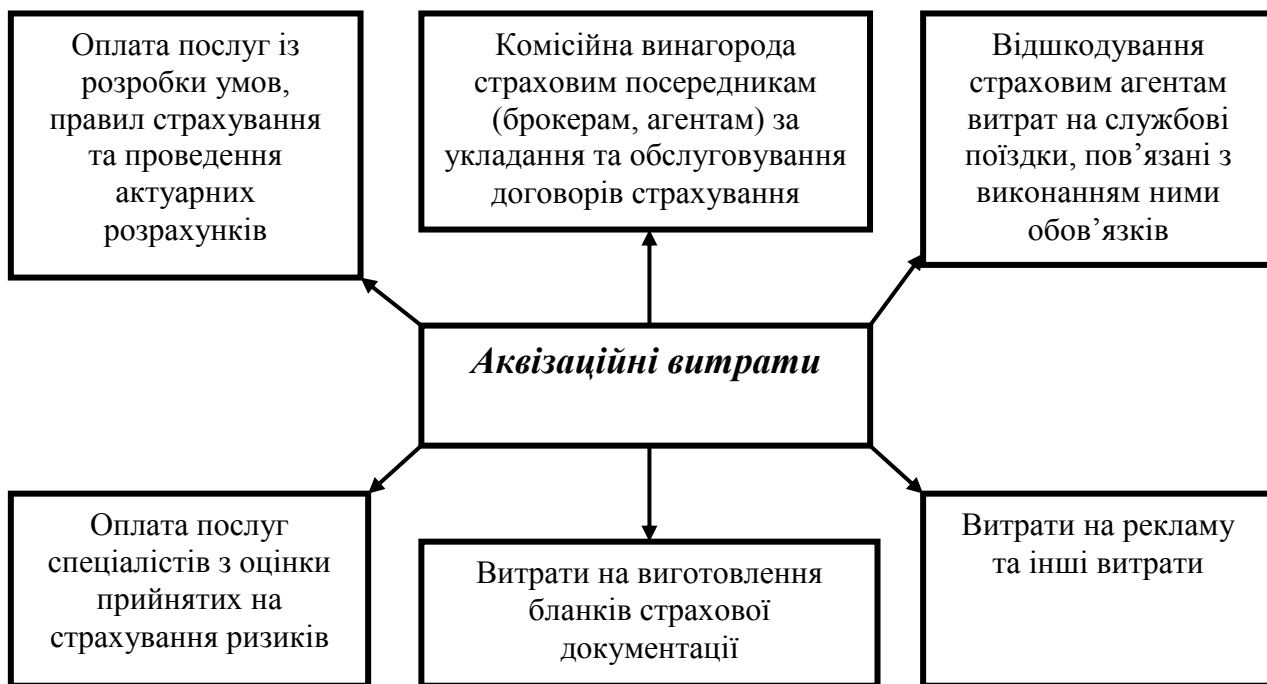 Оплата послуг із
розробки умов,
правил страхування
та проведення
актуарних
розрахунків
Комісійна винагорода
страховим посередникам
(брокерам, агентам) за
укладання та обслуговування
договорів страхування
Відшкодування
страховим агентам
витрат на службові
поїздки, пов’язані з
виконанням ними
обов’язків
Аквізаційні витрати
Оплата послуг
спеціалістів з оцінки
прийнятих на
страхування ризиків
Витрати на виготовлення
бланків страхової
документації
Витрати на рекламу
та інші витрати